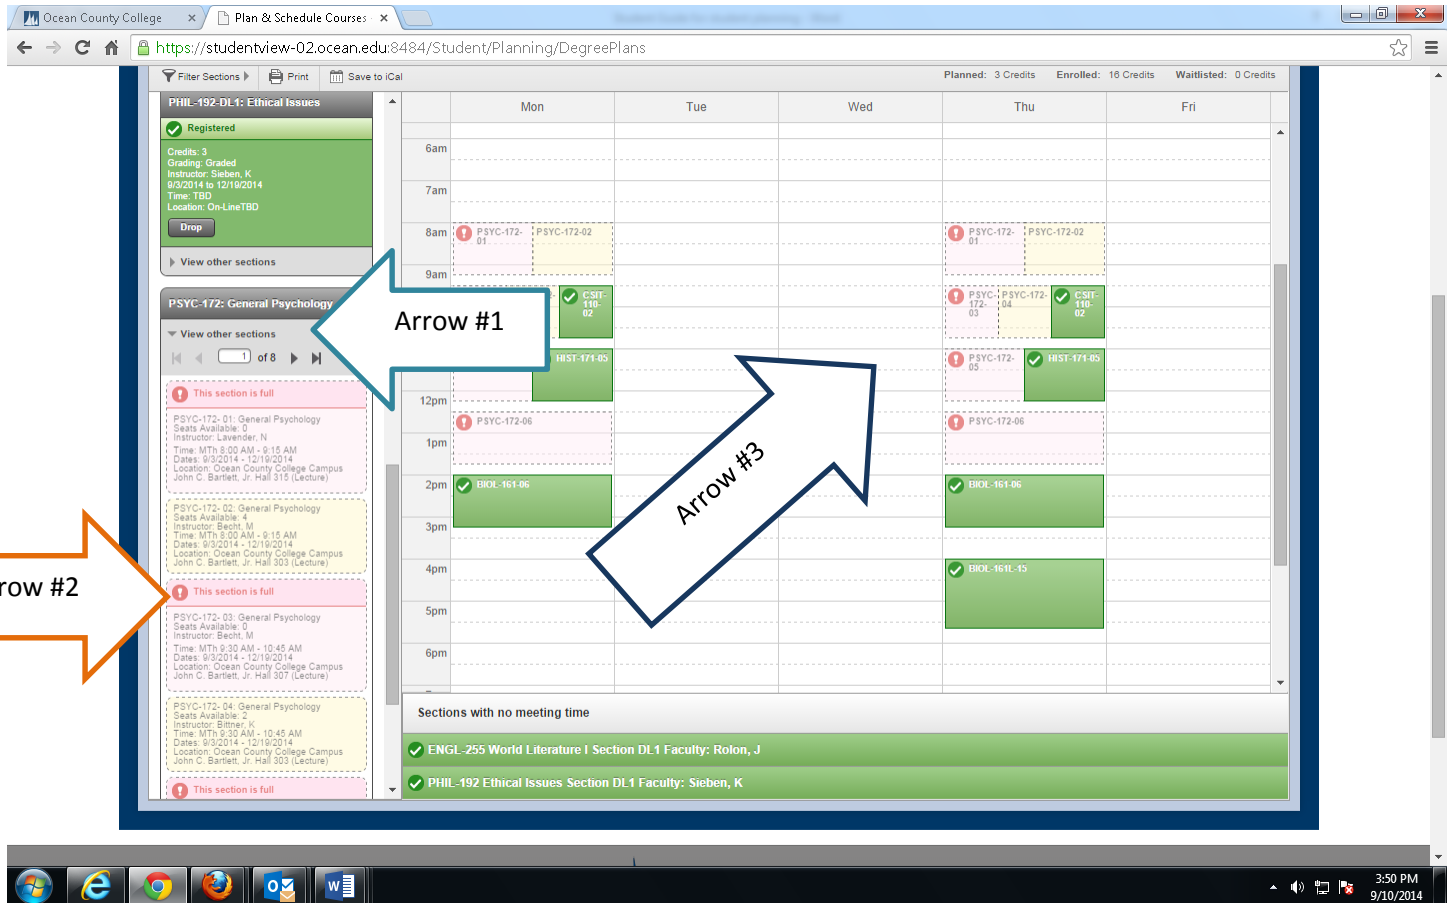 Ocean County College
Plan & Schedule Courses -
https://studentview-02.ocean.edu:8484/Student/Planning/DegreePlans
Filter Sections
Print
Save to iCal
Planned: 3 Credits
Enrolled: 16 Credits
Waitlisted: 0 Credits
PHIL-192-DL1: Ethical Issues
Registered
Credits: 3
Grading: Graded
Instructor: Sieben, K
9/3/2014 to 12/19/2014
Time: TBD
Location: On-LineTBD
Drop
View other sections
PSYC-172: General Psychology
View other sections
1 of 8
This section is full
PSYC-172- 01: General Psychology
Seats Available: 0
Instructor: Lavender, N
Time: MTh 8:00 AM - 9:15 AM
Dates: 9/3/2014 - 12/19/2014
Location: Ocean County College Campus
John C. Bartlett, Jr. Hall 315 (Lecture)
PSYC-172- 02: General Psychology
Seats Available: 4
Instructor: Becht, M
Time: MTh 8:00 AM - 9:15 AM
Dates: 9/3/2014 - 12/19/2014
Location: Ocean County College Campus
John C. Bartlett, Jr. Hall 303 (Lecture)
This section is full
PSYC-172- 03: General Psychology
Seats Available: 0
Instructor: Becht, M
Time: MTh 9:30 AM - 10:45 AM
Dates: 9/3/2014 - 12/19/2014
Location: Ocean County College Campus
John C. Bartlett, Jr. Hall 307 (Lecture)
PSYC-172- 04: General Psychology
Seats Available: 2
Instructor: Bittner, K
Time: MTh 9:30 AM - 10:45 AM
Dates: 9/3/2014 - 12/19/2014
Location: Ocean County College Campus
John C. Bartlett, Jr. Hall 303 (Lecture)
This section is full
Mon
Tue
Wed
Thu
Fri
6am
7am
8am
9am
12pm
1pm
2pm
3pm
4pm
5pm
6pm
PSYC-172-
01
PSYC-172-02
CSIT-
110-
02
HIST-171-05
PSYC-172-06
BIOL-161-06
PSYC-172-
01
PSYC-172-02
PSYC-
172-
03
PSYC-172-
04
CSIT-
110-
02
PSYC-172-
05
HIST-171-05
PSYC-172-06
BIOL-161-06
BIOL-161L-15
Arrow #1
row #2
Arrow #3
Sections with no meeting time
ENGL-255 World Literature I Section DL1 Faculty: Rolon, J
PHIL-192 Ethical Issues Section DL1 Faculty: Sieben, K
3:50 PM
9/10/2014